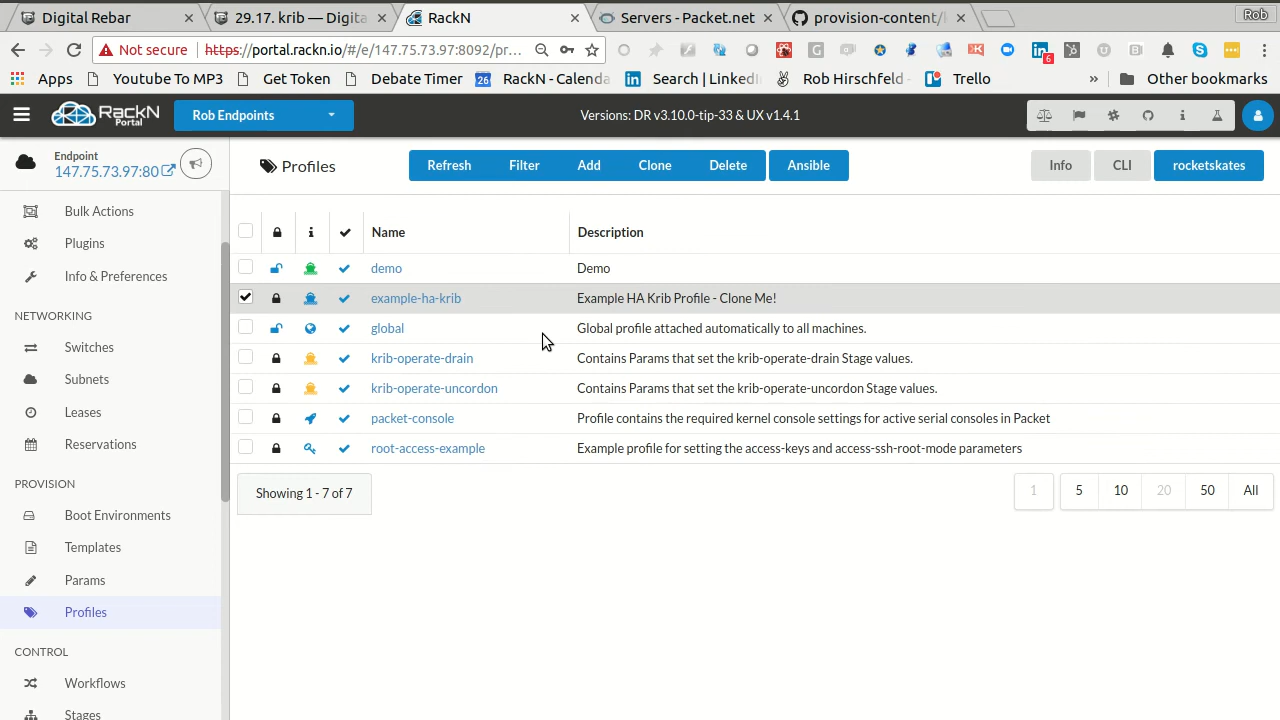 Digital Rebar
29.17. krib — Digita
RackN
Servers - Packet.net
provision-content/
Rob
Not secure https://portal.rackn.io/#/e/147.75.73.97:8092/pr...
6
Apps
Youtube To MP3
Get Token
Debate Timer
26
RackN - Calenda
Search | Linked
Rob Hirschfeld -
Trello
»
Other bookmarks
RackN
Portal
Rob Endpoints
Versions: DR v3.10.0-tip-33 & UX v1.4.1
Endpoint
147.75.73.97:80
Profiles
Refresh
Filter
Add
Clone
Delete
Ansible
Info
CLI
rocketskates
Bulk Actions
Plugins
Info & Preferences
NETWORKING
Switches
Subnets
Leases
Reservations
PROVISION
Boot Environments
Templates
Params
Profiles
CONTROL
Workflows
Stages
Name Description
demo Demo
example-ha-krib Example HA Krib Profile - Clone Me!
global Global profile attached automatically to all machines.
krib-operate-drain Contains Params that set the krib-operate-drain Stage values.
krib-operate-uncordon Contains Params that set the krib-operate-uncordon Stage values.
packet-console Profile contains the required kernel console settings for active serial consoles in Packet
root-access-example Example profile for setting the access-keys and access-ssh-root-mode parameters
Showing 1 - 7 of 7
1
5 10 20 50 All